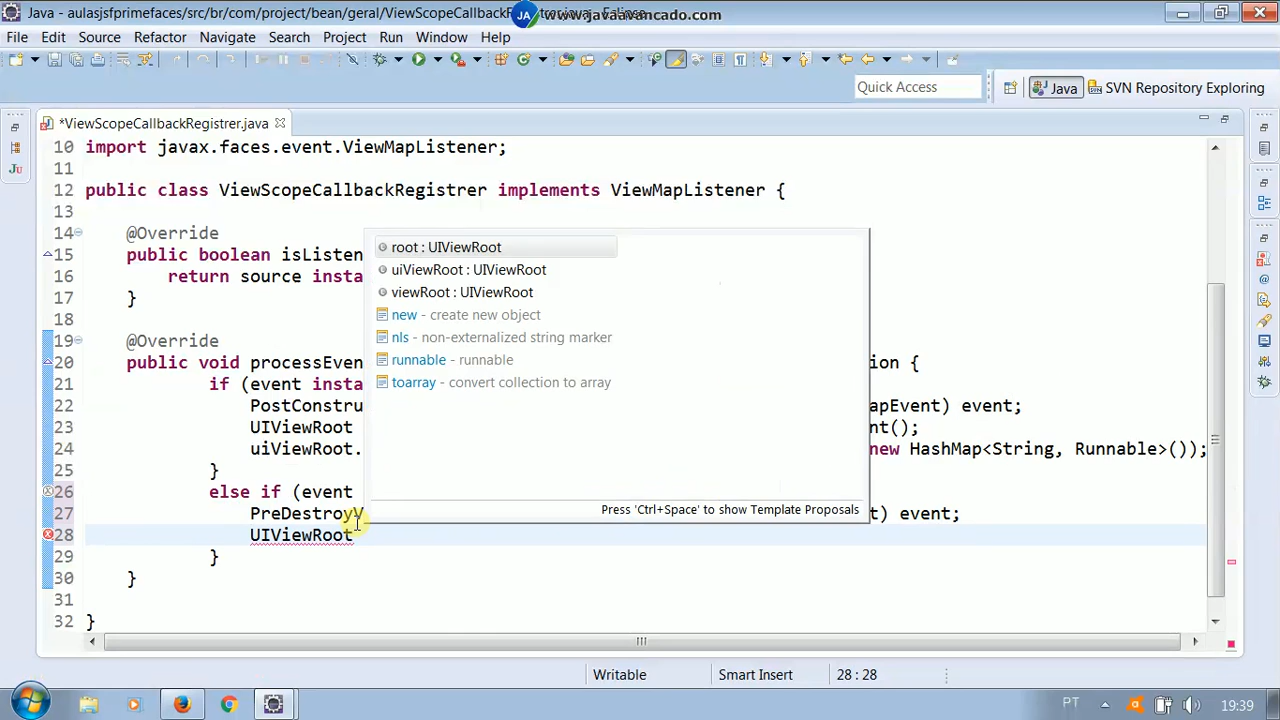 Java - aulasjsfprimefaces/src/br/com/project/bean/geral/ViewScopeCallbackR
www.javaavancado.com
File Edit Source Refactor Navigate Search Project Run Window Help
Quick Access
Java
SVN Repository Exploring
*ViewScopeCallbackRegistrer.java
10 import javax.faces.event.ViewMapListener;
11
12 public class ViewScopeCallbackRegistrer implements ViewMapListener {
13
14 @Override
15 public boolean isListen
16 return source insta
17 }
18
19 @Override
20 public void processEven ion {
21 if (event insta
22 PostConstru apEvent) event;
23 UIViewRoot nt();
24 uiViewRoot. new HashMap<String, Runnable>());
25 }
26 else if (event
27 PreDestroyV t) event;
28 UIViewRoot
29 }
30 }
31
32 }
root : UIViewRoot
uiViewRoot : UIViewRoot
viewRoot : UIViewRoot
new - create new object
nls - non-externalized string marker
runnable - runnable
toarray - convert collection to array
Press 'Ctrl+Space' to show Template Proposals
Writable
Smart Insert
28 : 28
PT
19:39